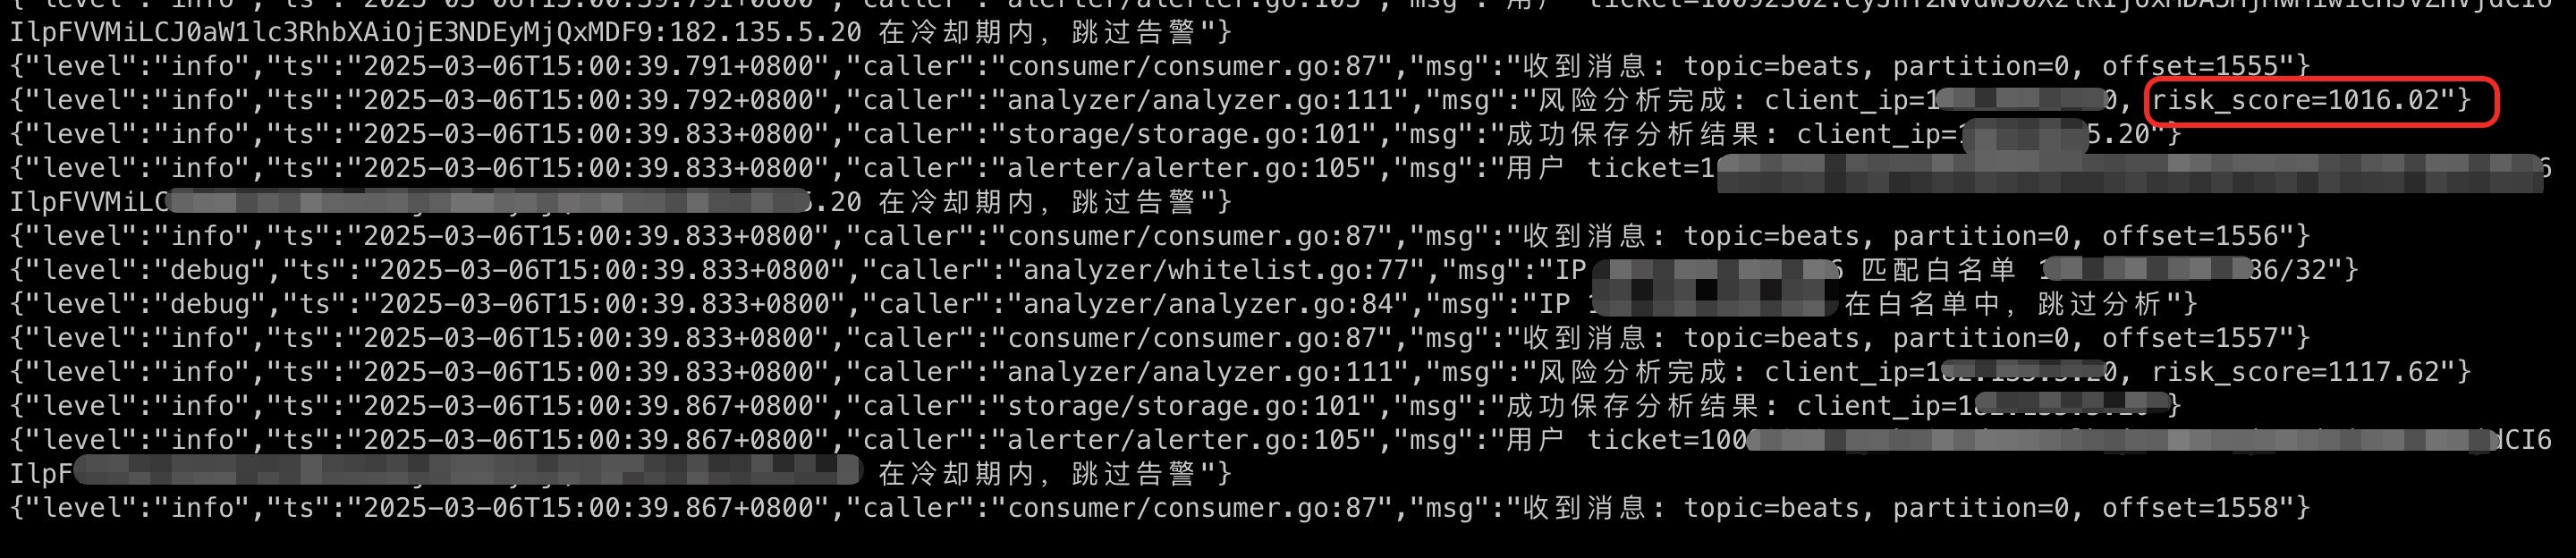 IlpFVVMiLCJ0aW1lc3RhbXAiOjE3NDEyMjQxMDF9:182.135.5.20 在冷却期内，跳过告警"}
{"level":"info","ts":"2025-03-06T15:00:39.791+0800","caller":"consumer/consumer.go:87","msg":"收到消息: topic=beats, partition=0, offset=1555"}
{"level":"info","ts":"2025-03-06T15:00:39.792+0800","caller":"analyzer/analyzer.go:111","msg":"风险分析完成: client_ip=1 0, risk_score=1016.02"}
{"level":"info","ts":"2025-03-06T15:00:39.833+0800","caller":"storage/storage.go:101","msg":"成功保存分析结果: client_ip= 5.20"}
{"level":"info","ts":"2025-03-06T15:00:39.833+0800","caller":"alerter/alerter.go:105","msg":"用户 ticket=1 6
IlpFVVMiLC .20 在冷却期内，跳过告警"}
{"level":"info","ts":"2025-03-06T15:00:39.833+0800","caller":"consumer/consumer.go:87","msg":"收到消息: topic=beats, partition=0, offset=1556"}
{"level":"debug","ts":"2025-03-06T15:00:39.833+0800","caller":"analyzer/whitelist.go:77","msg":"IP 匹配白名单 36/32"}
{"level":"debug","ts":"2025-03-06T15:00:39.833+0800","caller":"analyzer/analyzer.go:84","msg":"IP 在白名单中，跳过分析"}
{"level":"info","ts":"2025-03-06T15:00:39.833+0800","caller":"consumer/consumer.go:87","msg":"收到消息: topic=beats, partition=0, offset=1557"}
{"level":"info","ts":"2025-03-06T15:00:39.833+0800","caller":"analyzer/analyzer.go:111","msg":"风险分析完成: client_ip= 0, risk_score=1117.62"}
{"level":"info","ts":"2025-03-06T15:00:39.867+0800","caller":"storage/storage.go:101","msg":"成功保存分析结果: client_ip= }
{"level":"info","ts":"2025-03-06T15:00:39.867+0800","caller":"alerter/alerter.go:105","msg":"用户 ticket=100 dCI6
IlpF 在冷却期内，跳过告警"}
{"level":"info","ts":"2025-03-06T15:00:39.867+0800","caller":"consumer/consumer.go:87","msg":"收到消息: topic=beats, partition=0, offset=1558"}